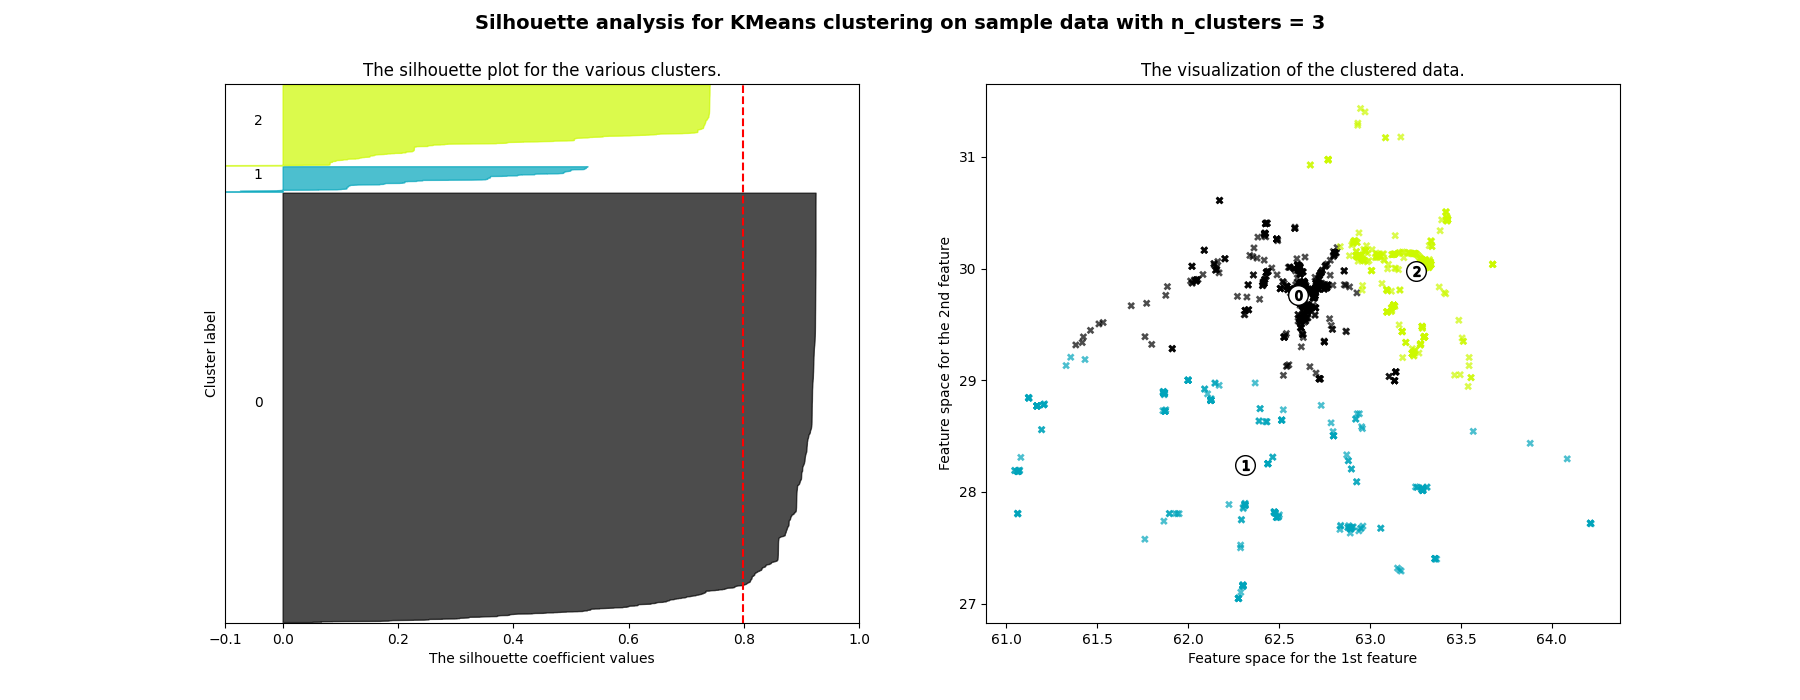 Silhouette analysis for KMeans clustering on sample data with n_clusters = 3
The silhouette plot for the various clusters.
Cluster label
2
1
0
−0.1 0.0 0.2 0.4 0.6 0.8 1.0
The silhouette coefficient values
The visualization of the clustered data.
Feature space for the 2nd feature
31
30
29
28
27
0
1
2
61.0 61.5 62.0 62.5 63.0 63.5 64.0
Feature space for the 1st feature